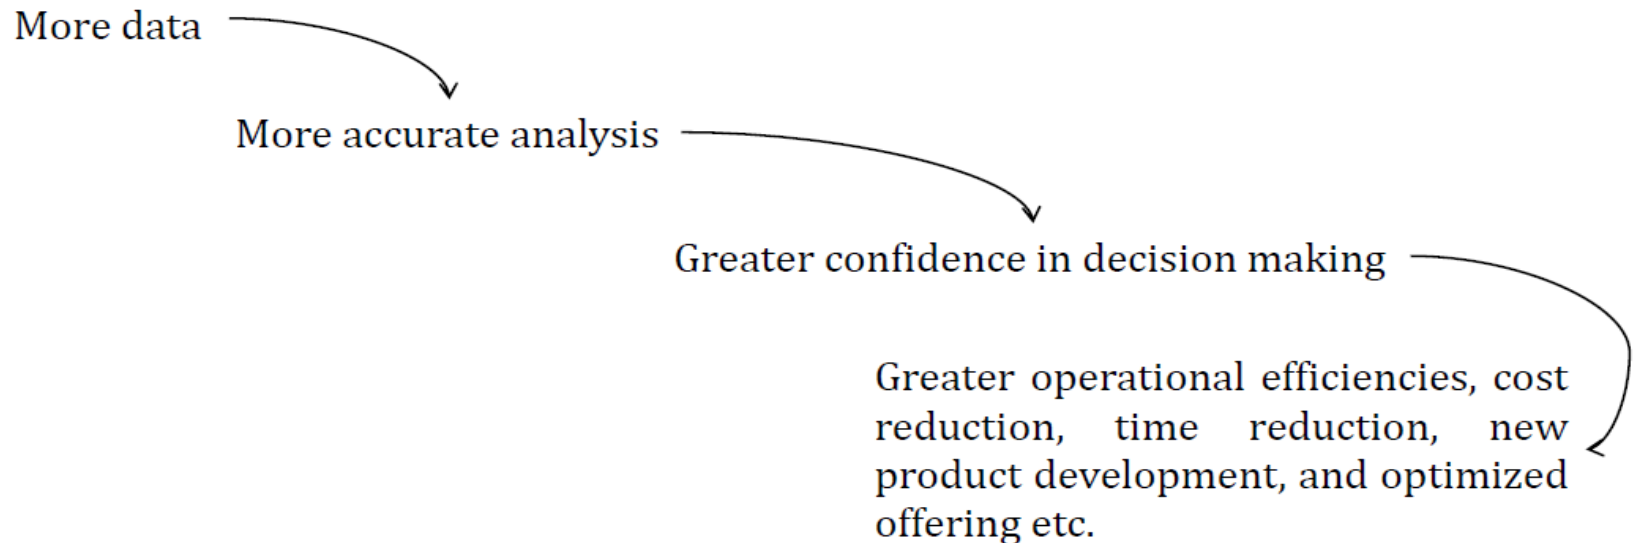 More data
More accurate analysis
Greater confidence in decision making
Greater operational efficiencies, cost
reduction, time reduction, new
product development, and optimized
offering etc.